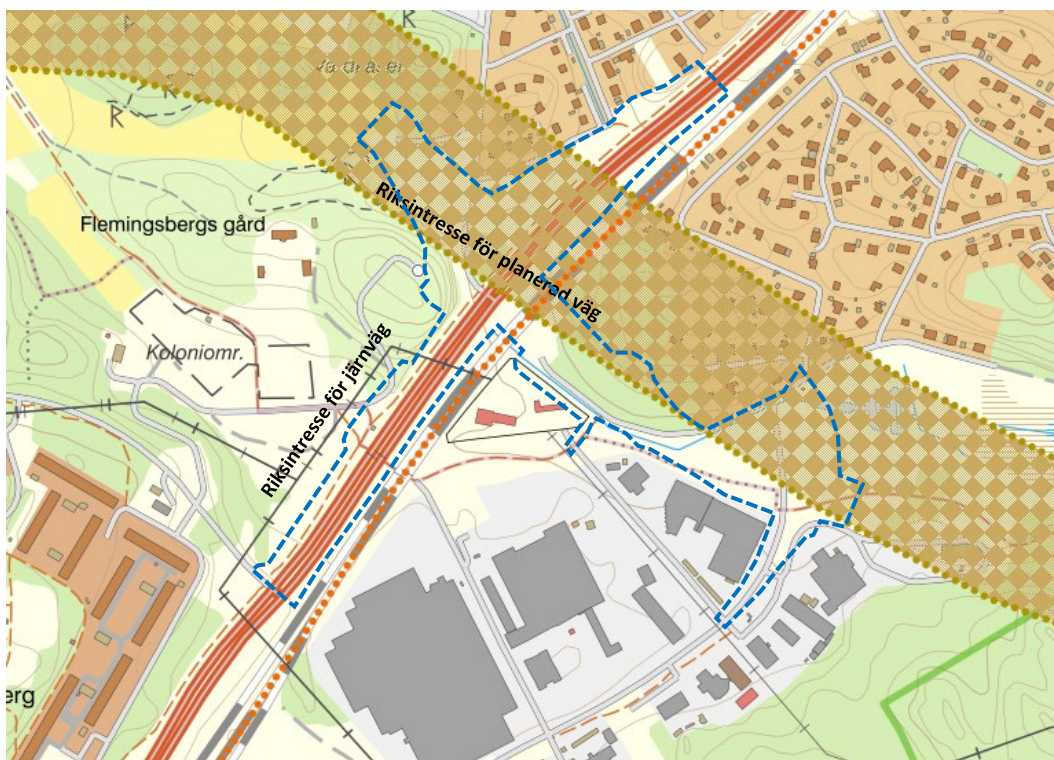 R
R
Flemingsbergs gård
Riksintresse för planerad väg
Koloniomr.
Riksintresse för järnväg
erg